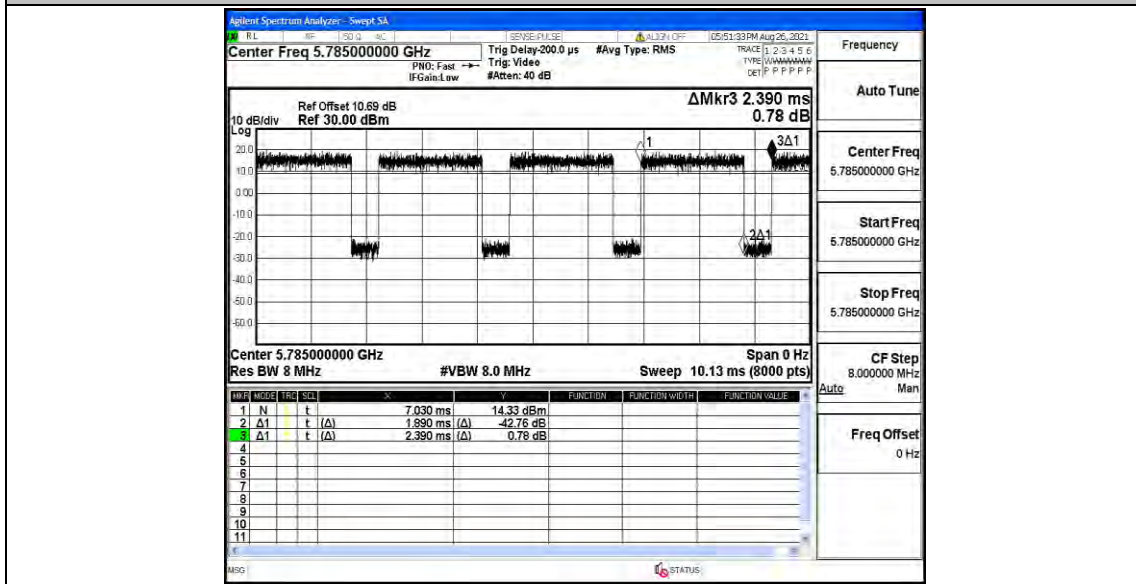 Agilent Spectrum Analyzer - Swept SA
RL RF 50 Ω AC SENSE:PULSE ALIGN OFF 05:51:33 PM Aug 26, 2021
Center Freq 5.785000000 GHz
PNO: Fast
IFGain:Low
Trig Delay-200.0 µs
Trig: Video
#Atten: 40 dB
#Avg Type: RMS
TRACE 1 2 3 4 5 6
TYPE
DET P P P P P P
Frequency
ΔMkr3 2.390 ms
0.78 dB
Ref Offset 10.69 dB
10 dB/div Ref 30.00 dBm
Log
20.0
10.0
0.00
-10.0
-20.0
-30.0
-40.0
-50.0
-60.0
1
3Δ1
2Δ1
Center 5.785000000 GHz Span 0 Hz
Res BW 8 MHz #VBW 8.0 MHz Sweep 10.13 ms (8000 pts)
MKR MODE TRC SCL X Y FUNCTION FUNCTION WIDTH FUNCTION VALUE
1 N t 7.030 ms 14.33 dBm
2 Δ1 t (Δ) 1.890 ms (Δ) -42.76 dB
3 Δ1 t (Δ) 2.390 ms (Δ) 0.78 dB
4
5
6
7
8
9
10
11
MSG STATUS
Auto Tune
Center Freq
5.785000000 GHz
Start Freq
5.785000000 GHz
Stop Freq
5.785000000 GHz
CF Step
8.000000 MHz
Auto Man
Freq Offset
0 Hz